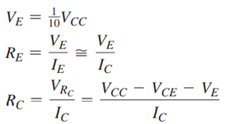 V_E = 1/10 V_CC
R_E = V_E/I_E ≅ V_E/I_C
R_C = V_R_C/I_C = (V_CC − V_CE − V_E)/I_C